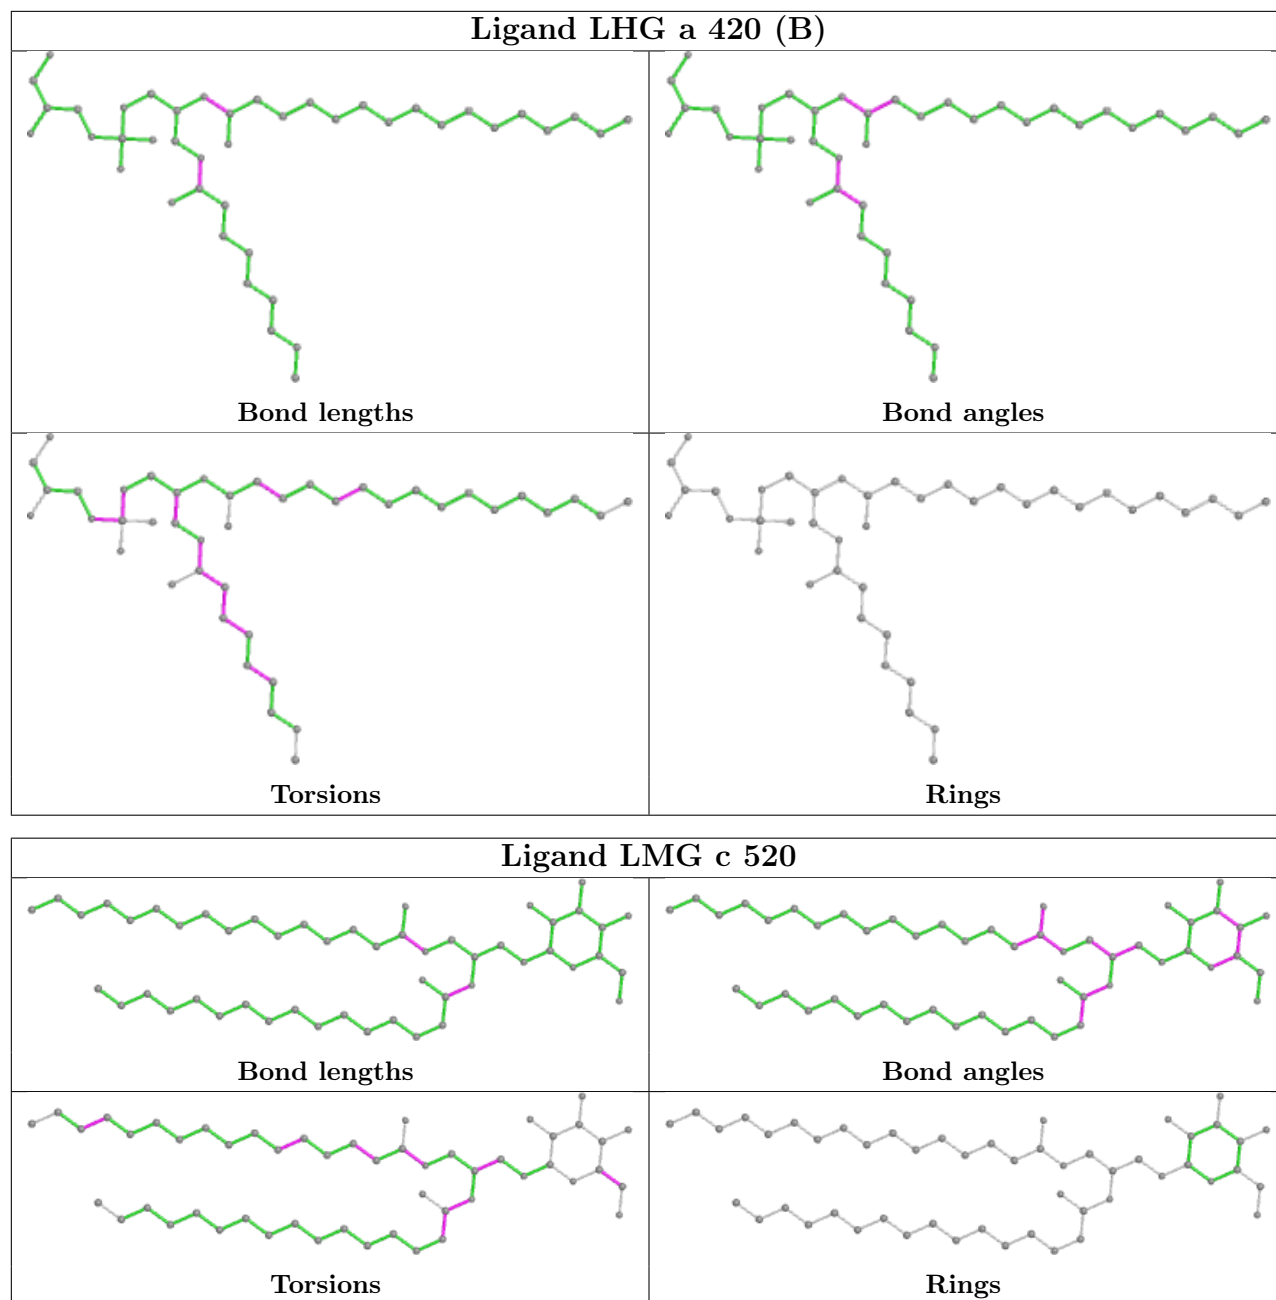 Ligand LHG a 420 (B)
Bond lengths
Bond angles
Torsions
Rings
Ligand LMG c 520
Bond lengths
Bond angles
Torsions
Rings